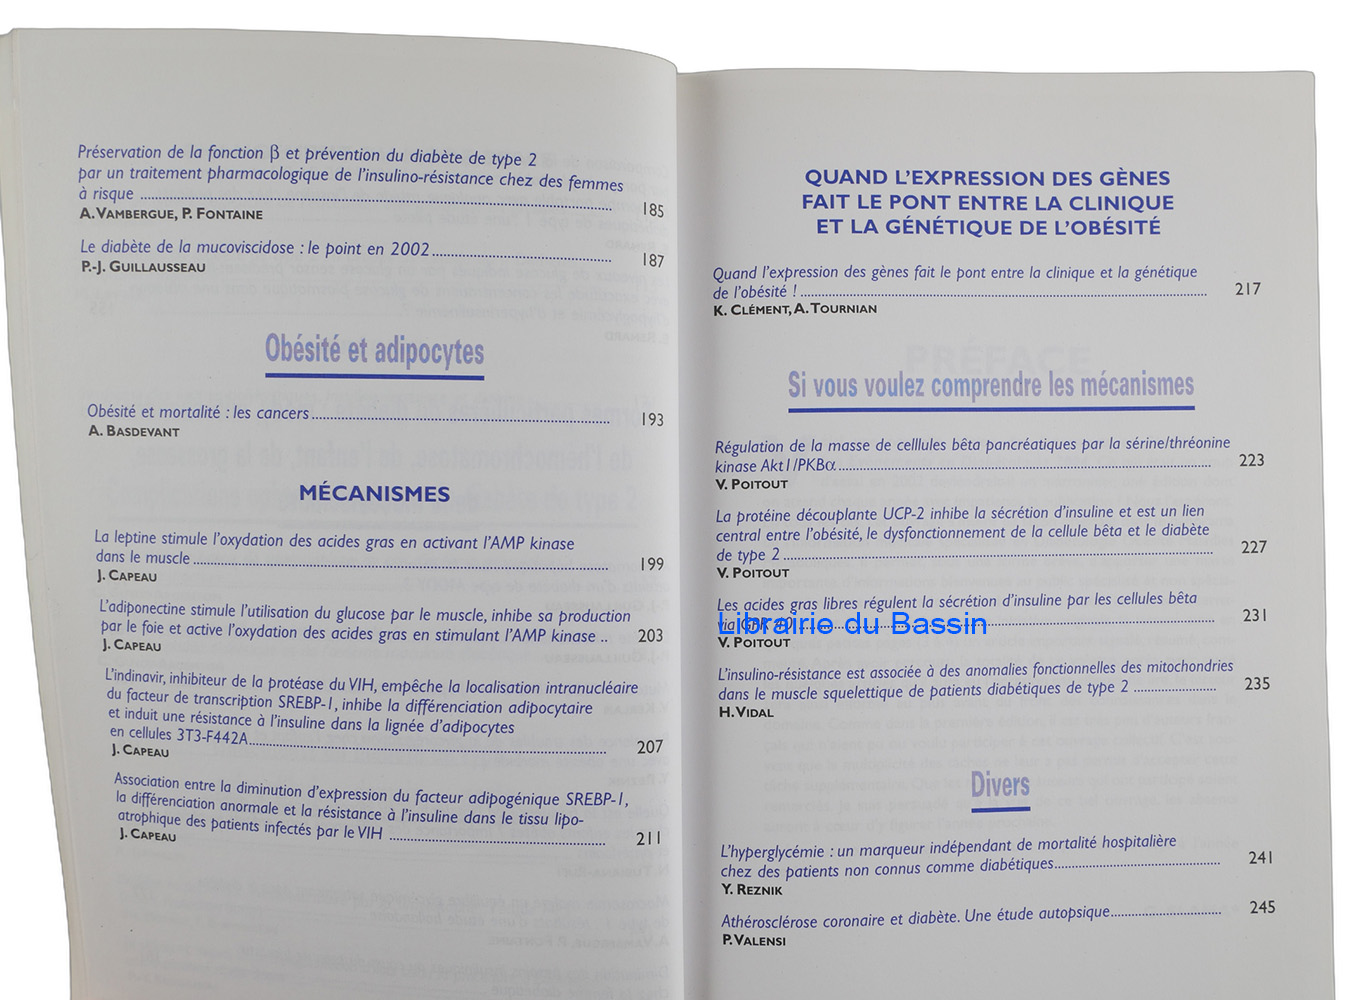 Préservation de la fonction β et prévention du diabète de type 2
par un traitement pharmacologique de l'insulino-résistance chez des femmes
à risque ........ 185
A. VAMBERGUE, P. FONTAINE
Le diabète de la mucoviscidose : le point en 2002 ........ 187
P.-J. GUILLAUSSEAU
Obésité et adipocytes
Obésité et mortalité : les cancers ........ 193
A. BASDEVANT
MÉCANISMES
La leptine stimule l'oxydation des acides gras en activant l'AMP kinase
dans le muscle ........ 199
J. CAPEAU
L'adiponectine stimule l'utilisation du glucose par le muscle, inhibe sa production
par le foie et active l'oxydation des acides gras en stimulant l'AMP kinase .. 203
J. CAPEAU
L'indinavir, inhibiteur de la protéase du VIH, empêche la localisation intranucléaire
du facteur de transcription SREBP-1, inhibe la différenciation adipocytaire
et induit une résistance à l'insuline dans la lignée d'adipocytes
en cellules 3T3-F442A ........ 207
J. CAPEAU
Association entre la diminution d'expression du facteur adipogénique SREBP-1,
la différenciation anormale et la résistance à l'insuline dans le tissu lipo-
atrophique des patients infectés par le VIH ........ 211
J. CAPEAU
QUAND L'EXPRESSION DES GÈNES
FAIT LE PONT ENTRE LA CLINIQUE
ET LA GÉNÉTIQUE DE L'OBÉSITÉ
Quand l'expression des gènes fait le pont entre la clinique et la génétique
de l'obésité ! ........ 217
K. CLÉMENT, A. TOURNIAN
Si vous voulez comprendre les mécanismes
Régulation de la masse de celllules bêta pancréatiques par la sérine/thréonine
kinase Akt1/PKBα ........ 223
V. POITOUT
La protéine découplante UCP-2 inhibe la sécrétion d'insuline et est un lien
central entre l'obésité, le dysfonctionnement de la cellule bêta et le diabète
de type 2 ........ 227
V. POITOUT
Les acides gras libres régulent la sécrétion d'insuline par les cellules bêta
via GPR 40 ........ 231
Librairie du Bassin
V. POITOUT
L'insulino-résistance est associée à des anomalies fonctionnelles des mitochondries
dans le muscle squelettique de patients diabétiques de type 2 ........ 235
H. VIDAL
Divers
L'hyperglycémie : un marqueur indépendant de mortalité hospitalière
chez des patients non connus comme diabétiques ........ 241
Y. REZNIK
Athérosclérose coronaire et diabète. Une étude autopsique ........ 245
P. VALENSI